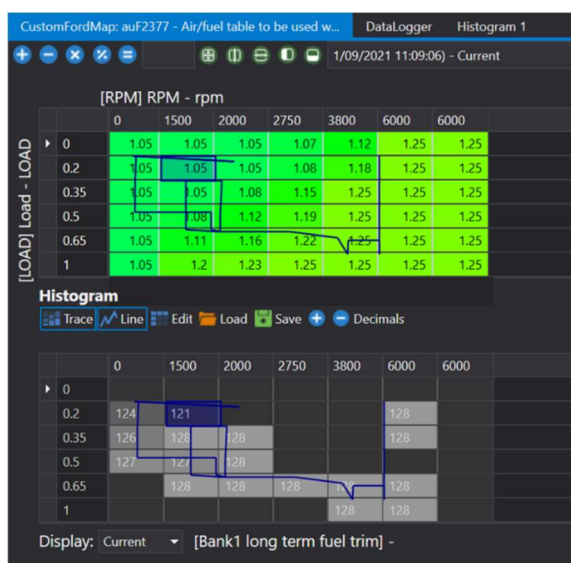 CustomFordMap: auF2377 - Air/fuel table to be used w... DataLogger Histogram 1
1/09/2021 11:09:06) - Current
[RPM] RPM - rpm
0 1500 2000 2750 3800 6000 6000
[LOAD] Load - LOAD
0 1.05 1.05 1.05 1.07 1.12 1.25 1.25
0.2 1.05 1.05 1.05 1.08 1.18 1.25 1.25
0.35 1.05 1.05 1.08 1.15 1.25 1.25 1.25
0.5 1.05 1.08 1.12 1.19 1.25 1.25 1.25
0.65 1.05 1.11 1.16 1.22 1.25 1.25 1.25
1 1.05 1.2 1.23 1.25 1.25 1.25 1.25
Histogram
Trace Line Edit Load Save Decimals
0 1500 2000 2750 3800 6000 6000
0
0.2 124 121 128
0.35 126 128 128 128
0.5 127 127 128
0.65 128 128 128 128 128
1 128 128
Display: Current [Bank1 long term fuel trim] -